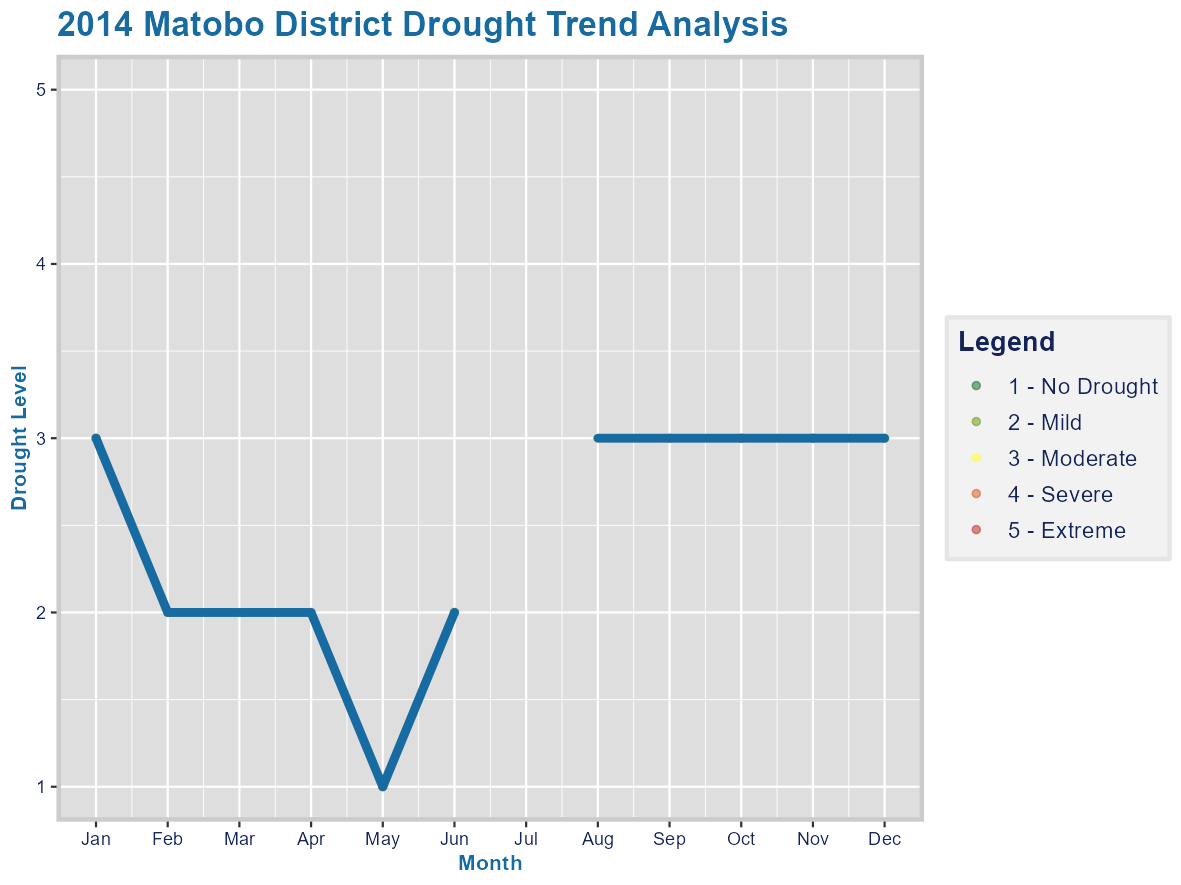 2014 Matobo District Drought Trend Analysis
Drought Level
5
4
3
2
1
Jan Feb Mar Apr May Jun Jul Aug Sep Oct Nov Dec
Month
Legend
1 - No Drought
2 - Mild
3 - Moderate
4 - Severe
5 - Extreme